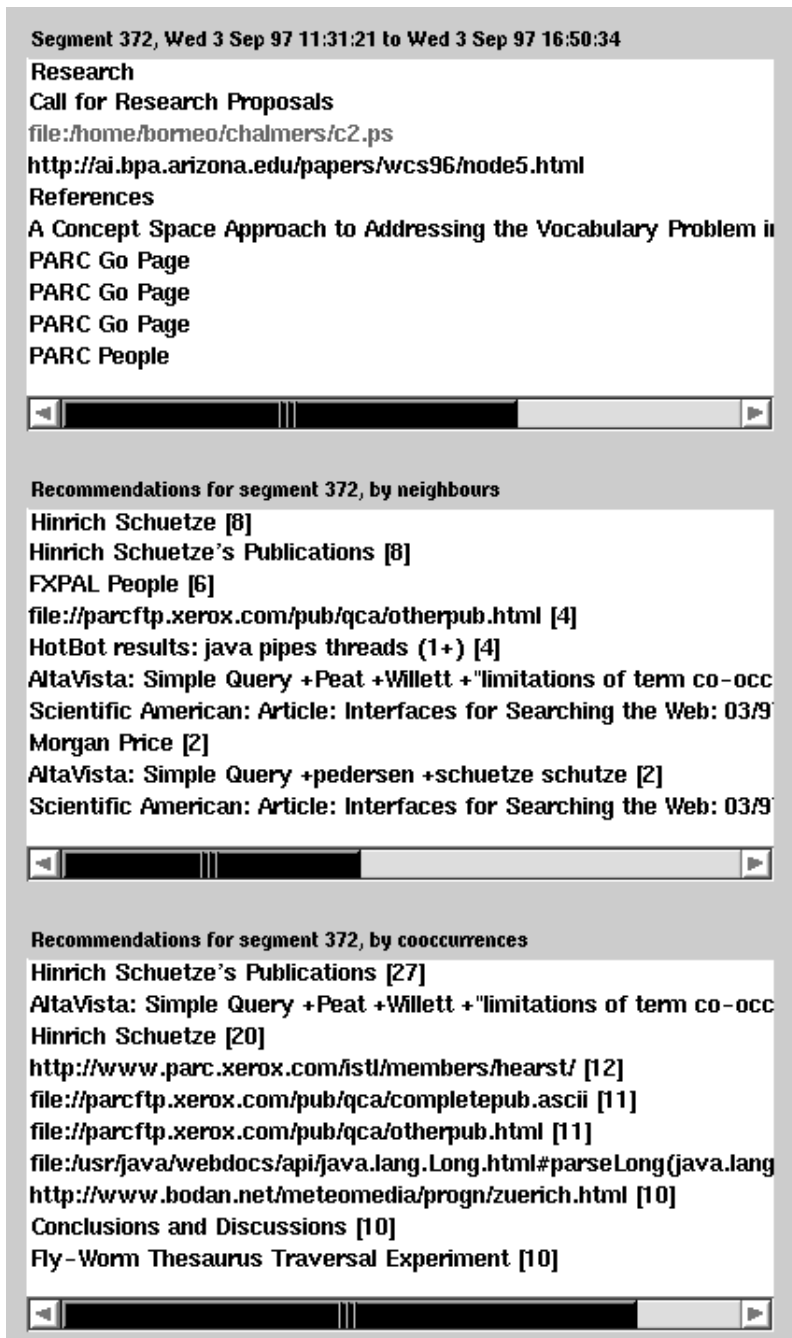 Segment 372, Wed 3 Sep 97 11:31:21 to Wed 3 Sep 97 16:50:34
Research
Call for Research Proposals
file:/home/borneo/chalmers/c2.ps
http://ai.bpa.arizona.edu/papers/wcs96/node5.html
References
A Concept Space Approach to Addressing the Vocabulary Problem in
PARC Go Page
PARC Go Page
PARC Go Page
PARC People
Recommendations for segment 372, by neighbours
Hinrich Schuetze [8]
Hinrich Schuetze's Publications [8]
FXPAL People [6]
file://parcftp.xerox.com/pub/qca/otherpub.html [4]
HotBot results: java pipes threads (1+) [4]
AltaVista: Simple Query +Peat +Willett +"limitations of term co-occ
Scientific American: Article: Interfaces for Searching the Web: 03/9
Morgan Price [2]
AltaVista: Simple Query +pedersen +schuetze schutze [2]
Scientific American: Article: Interfaces for Searching the Web: 03/9
Recommendations for segment 372, by cooccurrences
Hinrich Schuetze's Publications [27]
AltaVista: Simple Query +Peat +Willett +"limitations of term co-occ
Hinrich Schuetze [20]
http://www.parc.xerox.com/istl/members/hearst/ [12]
file://parcftp.xerox.com/pub/qca/completepub.ascii [11]
file://parcftp.xerox.com/pub/qca/otherpub.html [11]
file:/usr/java/webdocs/api/java.lang.Long.html#parseLong(java.lang
http://www.bodan.net/meteomedia/progn/zuerich.html [10]
Conclusions and Discussions [10]
Fly-Worm Thesaurus Traversal Experiment [10]